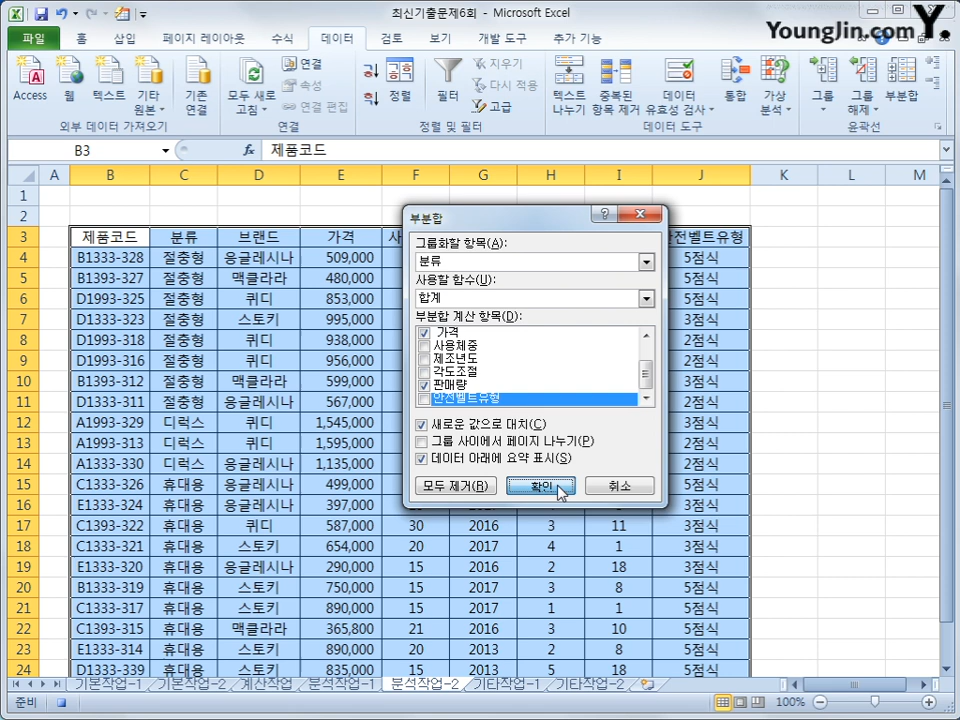 최신기출문제6회 - Microsoft Excel
Younglin.com Y.
파일 홈 삽입 페이지 레이아웃 수식 데이터 검토 보기 개발 도구 추가 기능
Access 웹 텍스트 기타 원본 기존 연결 모두 새로 고침 연결 속성 연결 편집 정렬 필터 지우기 다시 적용 고급 텍스트 나누기 중복된 항목 제거 데이터 유효성 검사 통합 가상 분석 그룹 그룹 해제 부분합
외부 데이터 가져오기 연결 정렬 및 필터 데이터 도구 윤곽선
B3 fx 제품코드
A B C D E F G H I J K L M
1
2
3 제품코드 분류 브랜드 가격 사 안전벨트유형
4 B1333-328 절충형 응글레시나 509,000 5점식
5 B1393-327 절충형 맥클라라 480,000 5점식
6 D1993-325 절충형 퀴디 853,000 5점식
7 D1333-323 절충형 스토키 995,000 3점식
8 D1993-318 절충형 퀴디 938,000 2점식
9 D1993-316 절충형 퀴디 956,000 2점식
10 B1393-312 절충형 맥클라라 599,000 3점식
11 D1333-311 절충형 응글레시나 567,000 2점식
12 A1993-329 디럭스 퀴디 1,545,000 3점식
13 A1993-313 디럭스 퀴디 1,595,000 2점식
14 A1333-330 디럭스 응글레시나 1,135,000 2점식
15 C1333-326 휴대용 응글레시나 499,000 5점식
16 E1333-324 휴대용 응글레시나 397,000 5점식
17 C1393-322 휴대용 퀴디 587,000 30 2016 3 11 3점식
18 C1333-321 휴대용 스토키 654,000 20 2017 4 1 3점식
19 E1333-320 휴대용 응글레시나 290,000 15 2016 2 18 3점식
20 B1333-319 휴대용 스토키 750,000 15 2017 3 8 5점식
21 C1333-317 휴대용 스토키 890,000 15 2017 1 1 5점식
22 C1393-315 휴대용 맥클라라 365,800 21 2016 3 10 5점식
23 E1333-314 휴대용 스토키 890,000 20 2013 2 8 5점식
24 D1333-339 휴대용 스토키 835,000 15 2013 5 18 5점식
부분합
그룹화할 항목(A):
분류
사용할 함수(U):
합계
부분합 계산 항목(D):
가격
사용체중
제조년도
각도조절
판매량
안전벨트유형
새로운 값으로 대치(C)
그룹 사이에서 페이지 나누기(P)
데이터 아래에 요약 표시(S)
모두 제거(R) 확인 취소
기본작업-1 기본작업-2 계산작업 분석작업-1 분석작업-2 기타작업-1 기타작업-2
준비 100%